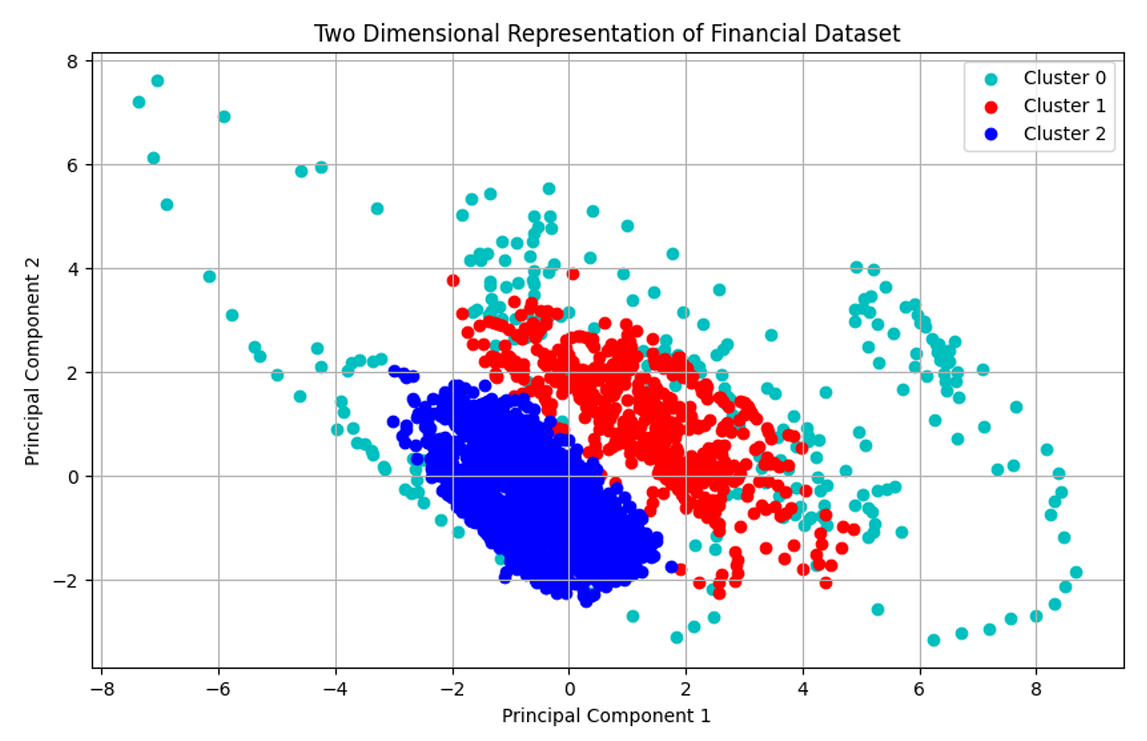 Two Dimensional Representation of Financial Dataset
Cluster 0
Cluster 1
Cluster 2
Principal Component 2
8
6
4
2
0
−2
−8 −6 −4 −2 0 2 4 6 8
Principal Component 1